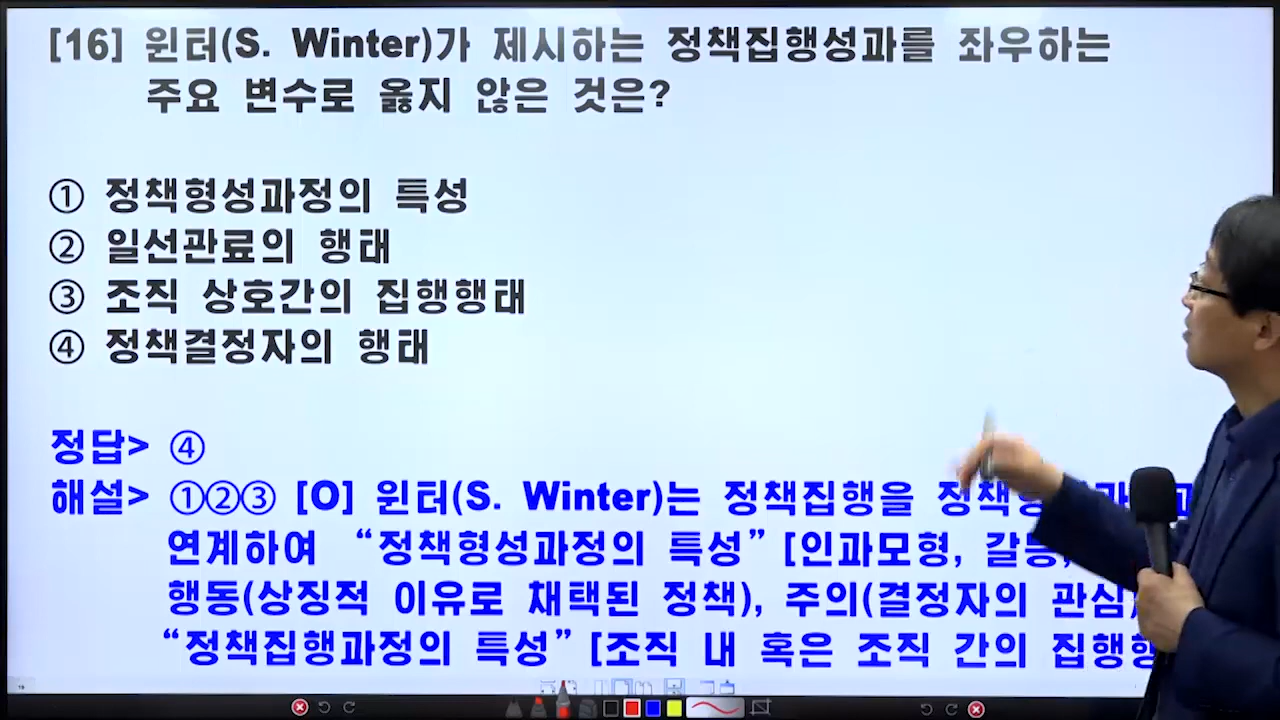 [16] 윈터(S. Winter)가 제시하는 정책집행성과를 좌우하는
주요 변수로 옳지 않은 것은?
① 정책형성과정의 특성
② 일선관료의 행태
③ 조직 상호간의 집행행태
④ 정책결정자의 행태
정답> ④
해설> ①②③ [O] 윈터(S. Winter)는 정책집행을
연계하여 “정책형성과정의 특성” [인과모형, 갈등,
행동(상징적 이유로 채택된 정책), 주의(결정자의 관심)
“정책집행과정의 특성” [조직 내 혹은 조직 간의